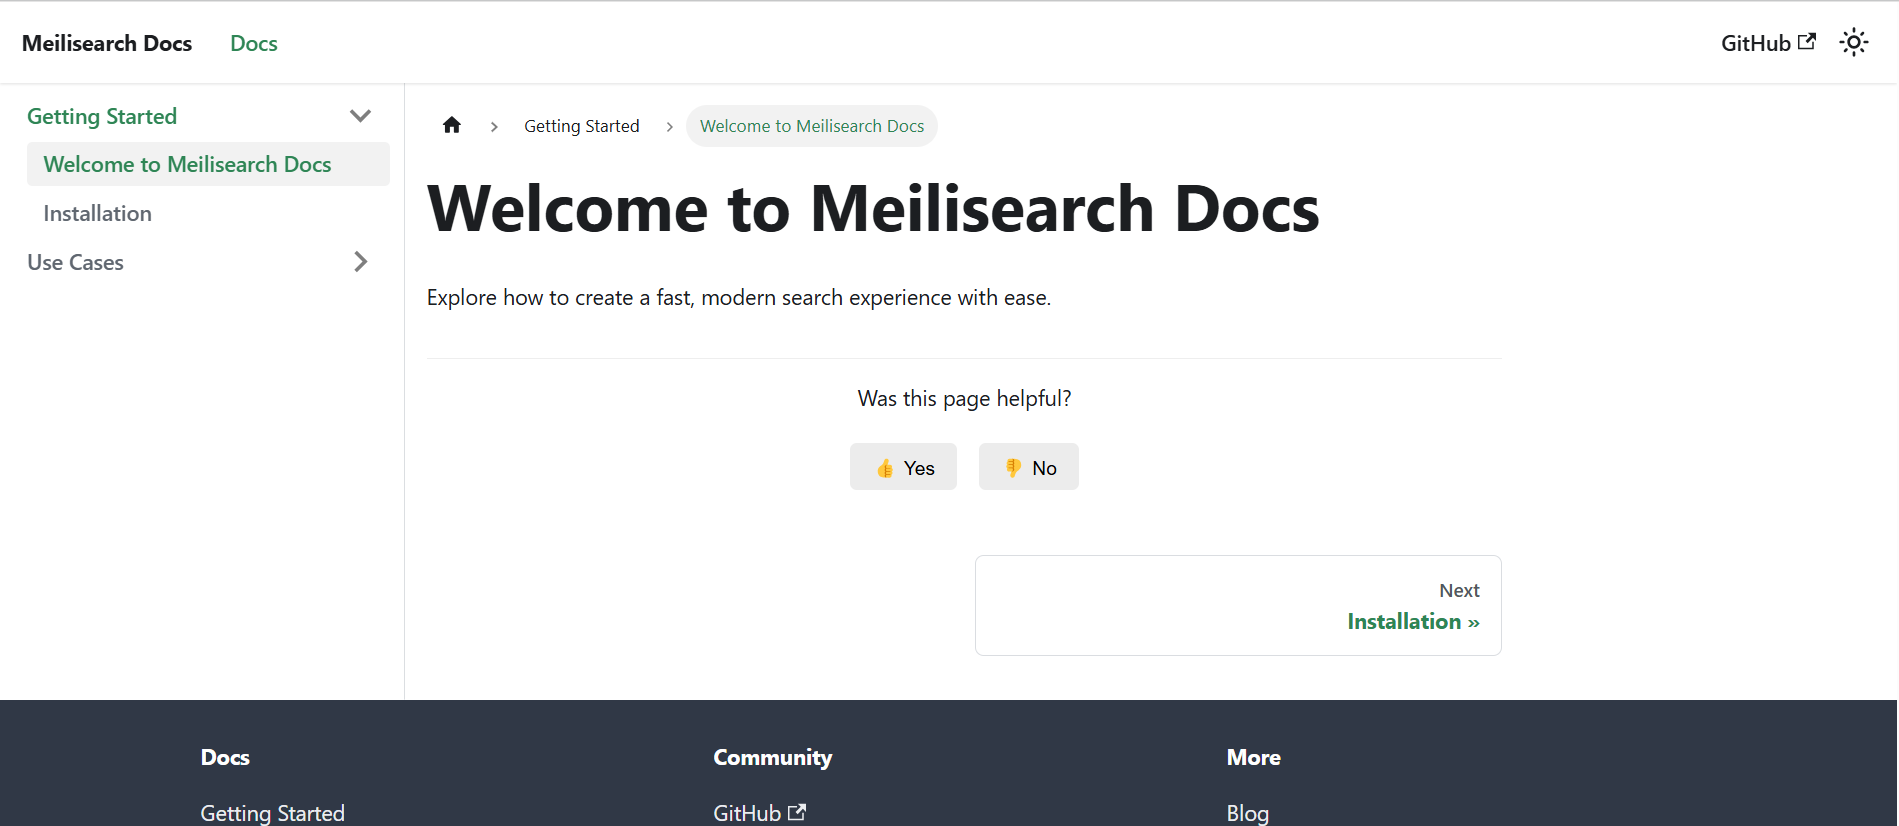 Meilisearch Docs Docs GitHub
Getting Started
Welcome to Meilisearch Docs
Installation
Use Cases
Getting Started Welcome to Meilisearch Docs
Welcome to Meilisearch Docs
Explore how to create a fast, modern search experience with ease.
Was this page helpful?
👍 Yes 👎 No
Next
Installation »
Docs Community More
Getting Started GitHub Blog